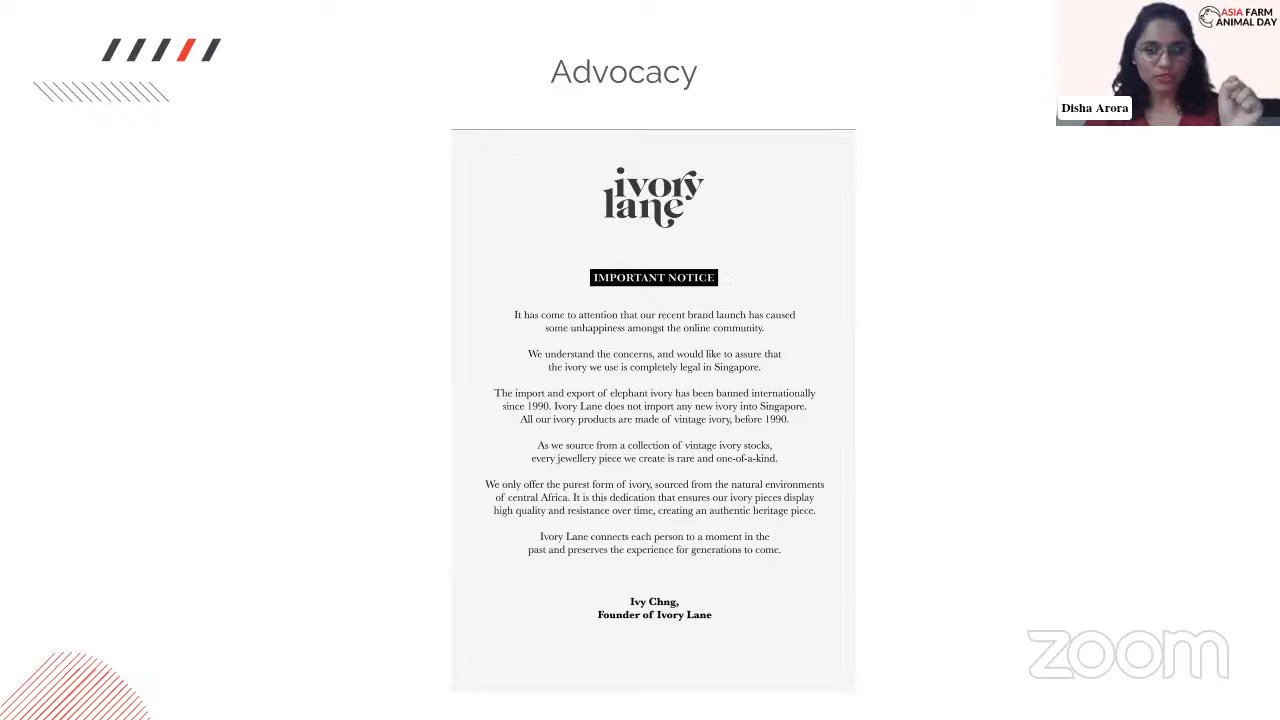 Advocacy
ASIA FARM
ANIMAL DAY
Disha Arora
ivory
lane
IMPORTANT NOTICE
It has come to attention that our recent brand launch has caused
some unhappiness amongst the online community.
We understand the concerns, and would like to assure that
the ivory we use is completely legal in Singapore.
The import and export of elephant ivory has been banned internationally
since 1990. Ivory Lane does not import any new ivory into Singapore.
All our ivory products are made of vintage ivory, before 1990.
As we source from a collection of vintage ivory stocks,
every jewellery piece we create is rare and one-of-a-kind.
We only offer the purest form of ivory, sourced from the natural environments
of central Africa. It is this dedication that ensures our ivory pieces display
high quality and resistance over time, creating an authentic heritage piece.
Ivory Lane connects each person to a moment in the
past and preserves the experience for generations to come.
Ivy Chng,
Founder of Ivory Lane
zoom